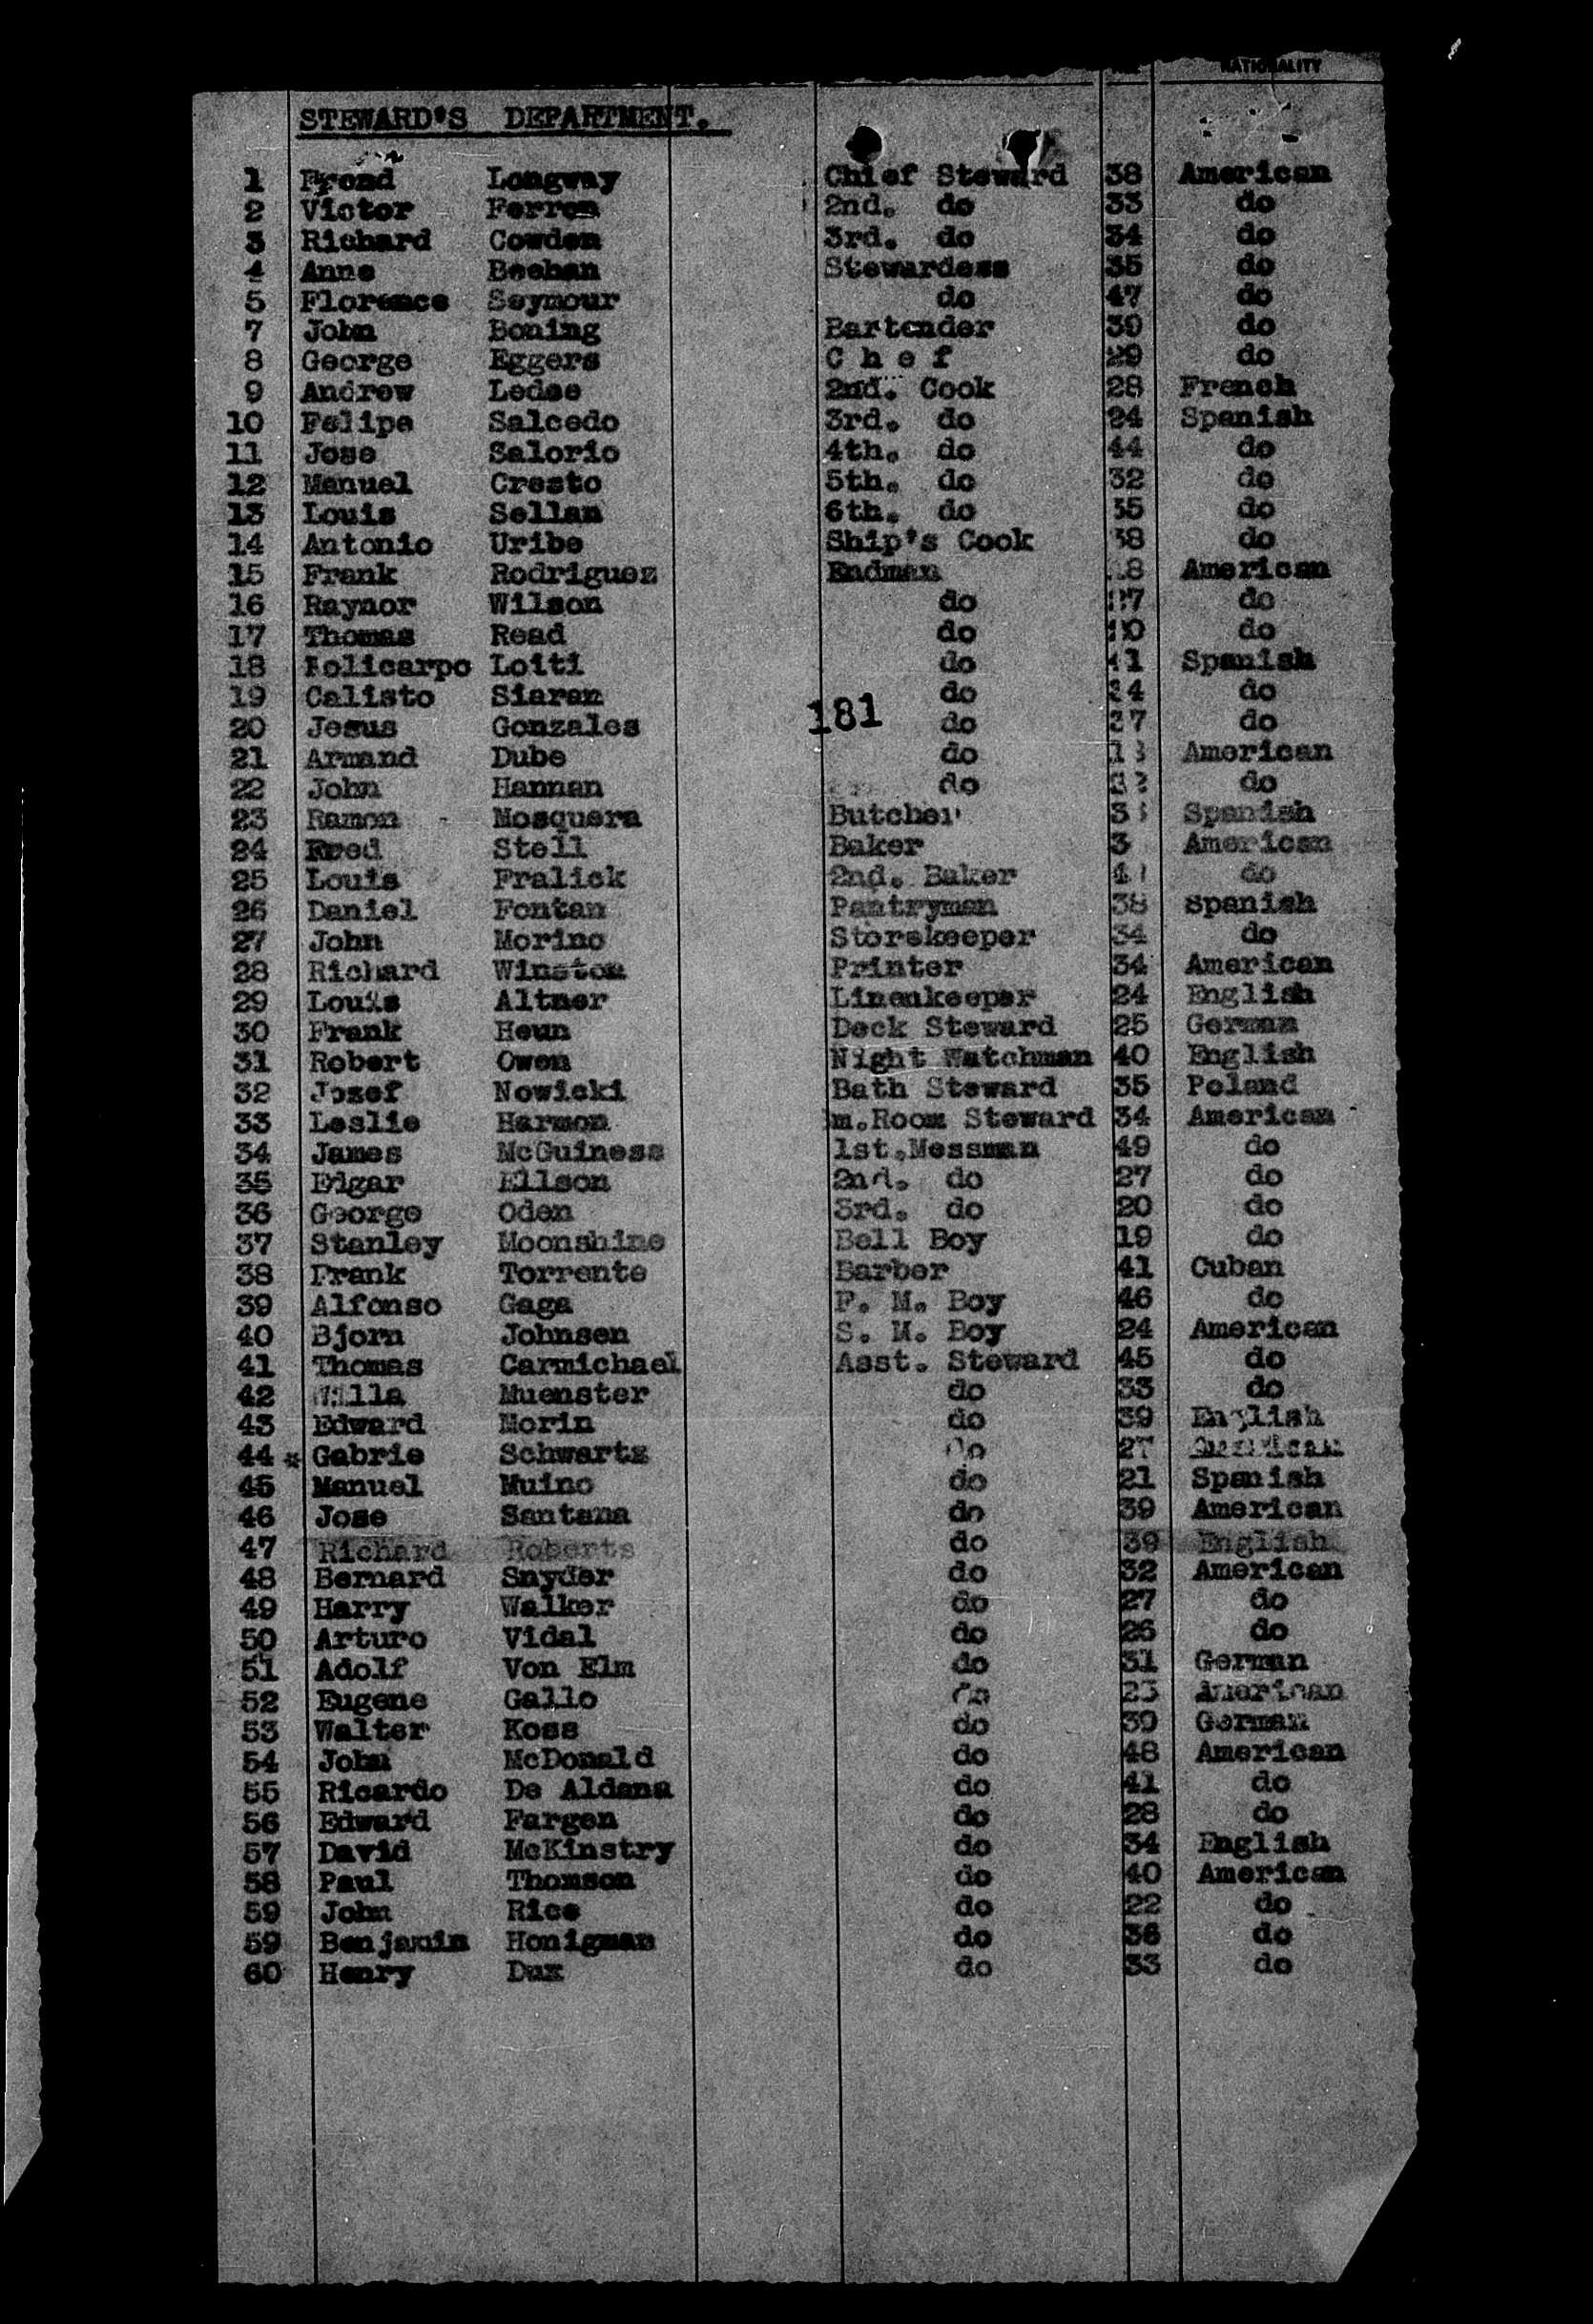 NATIONALITY
STEWARD'S DEPARTMENT.
1 Longway Chief Steward 38 American
2 Victor Ferron 2nd. do 33 do
3 Richard Cowden 3rd. do 34 do
4 Anne Beehan Stewardess 35 do
5 Florence Seymour do 47 do
7 John Boning Bartender 39 do
8 George Eggers C h e f 29 do
9 Andrew Ledee 2nd. Cook 28 French
10 Felipe Salcedo 3rd. do 24 Spanish
11 Jose Salorio 4th. do 44 do
12 Manuel Cresto 5th. do 32 do
13 Louis Sellan 6th. do 35 do
14 Antonio Uribe Ship's Cook 38 do
15 Frank Rodriguez Endman American
16 Raynor Wilson do do
17 Thomas Read do do
18 Policarpo Loiti do 41 Spanish
19 Calisto Siaran do do
20 Jesus Gonzales do 37 do
181
21 Armand Dube do American
22 John Hannan do do
23 Ramon Mosquera Butcher Spanish
24 Fred Stell Baker American
25 Louis Fralick 2nd. Baker do
26 Daniel Fontan Pantryman 38 Spanish
27 John Morino Storekeeper 34 do
28 Richard Winston Printer 34 American
29 Louis Altner Linenkeeper 24 English
30 Frank Heun Deck Steward 25 German
31 Robert Owen Night Watchman 40 English
32 Jozef Nowicki Bath Steward 35 Poland
33 Leslie Harmon m.Room Steward 34 American
34 James McGuiness 1st.Messman 49 do
35 Edgar Ellson 2nd. do 27 do
36 George Oden 3rd. do 20 do
37 Stanley Moonshine Bell Boy 19 do
38 Frank Torrente Barber 41 Cuban
39 Alfonso Gaga F. M. Boy 46 do
40 Bjorn Johnsen S. M. Boy 24 American
41 Thomas Carmichael Asst. Steward 45 do
42 Willa Muenster do 33 do
43 Edward Morin do 39 English
44 * Gabrie Schwartz do 27 American
45 Manuel Muino do 21 Spanish
46 Jose Santana do 39 American
47 Richard Roberts do 39 English
48 Bernard Snyder do 32 American
49 Harry Walker do 27 do
50 Arturo Vidal do 26 do
51 Adolf Von Elm do 31 German
52 Eugene Gallo do 23 American
53 Walter Koss do 39 German
54 John McDonald do 48 American
55 Ricardo De Aldana do 41 do
56 Edward Fargen do 28 do
57 David McKinstry do 34 English
58 Paul Thomson do 40 American
59 John Rice do 22 do
59 Benjamin Honigman do 36 do
60 Henry Dux do 33 do